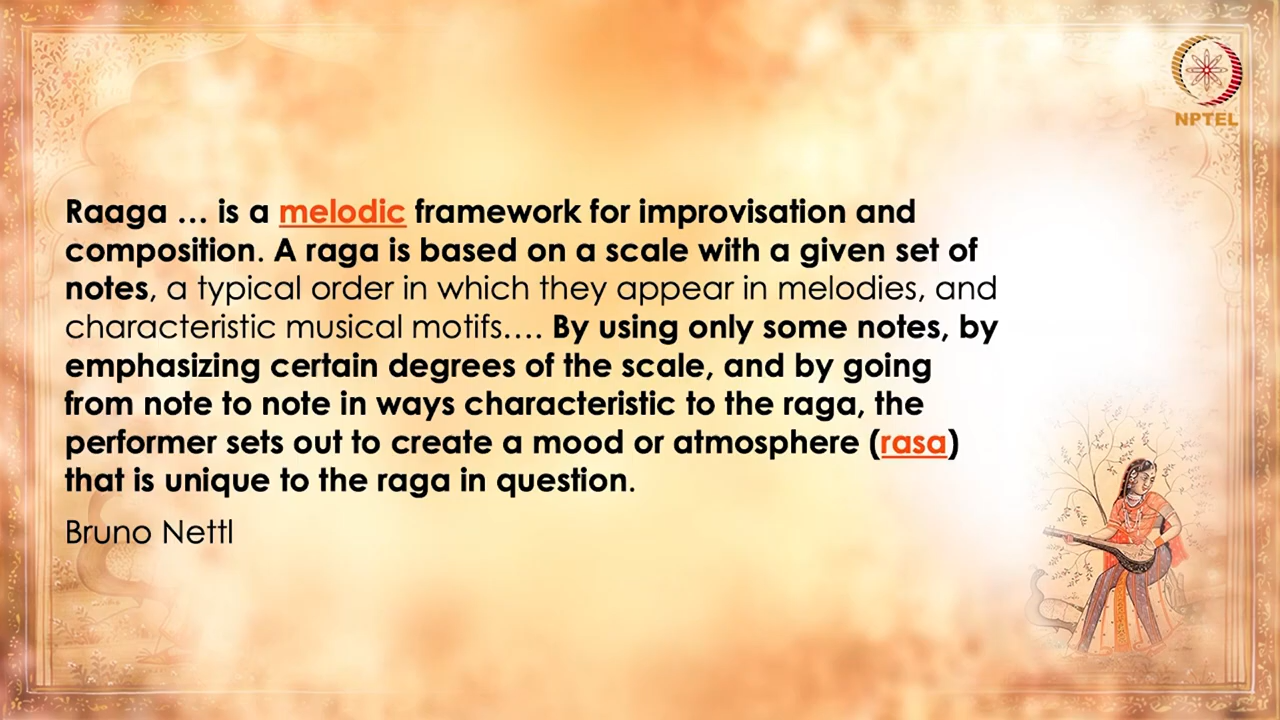 NPTEL
Raaga ... is a melodic framework for improvisation and
composition. A raga is based on a scale with a given set of
notes, a typical order in which they appear in melodies, and
characteristic musical motifs.... By using only some notes, by
emphasizing certain degrees of the scale, and by going
from note to note in ways characteristic to the raga, the
performer sets out to create a mood or atmosphere (rasa)
that is unique to the raga in question.
Bruno Nettl